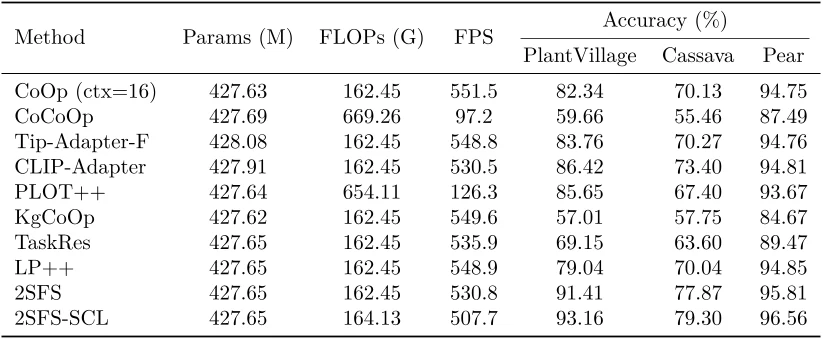 Method Params (M) FLOPs (G) FPS Accuracy (%)
PlantVillage Cassava Pear
CoOp (ctx=16) 427.63 162.45 551.5 82.34 70.13 94.75
CoCoOp 427.69 669.26 97.2 59.66 55.46 87.49
Tip-Adapter-F 428.08 162.45 548.8 83.76 70.27 94.76
CLIP-Adapter 427.91 162.45 530.5 86.42 73.40 94.81
PLOT++ 427.64 654.11 126.3 85.65 67.40 93.67
KgCoOp 427.62 162.45 549.6 57.01 57.75 84.67
TaskRes 427.65 162.45 535.9 69.15 63.60 89.47
LP++ 427.65 162.45 548.9 79.04 70.04 94.85
2SFS 427.65 162.45 530.8 91.41 77.87 95.81
2SFS-SCL 427.65 164.13 507.7 93.16 79.30 96.56